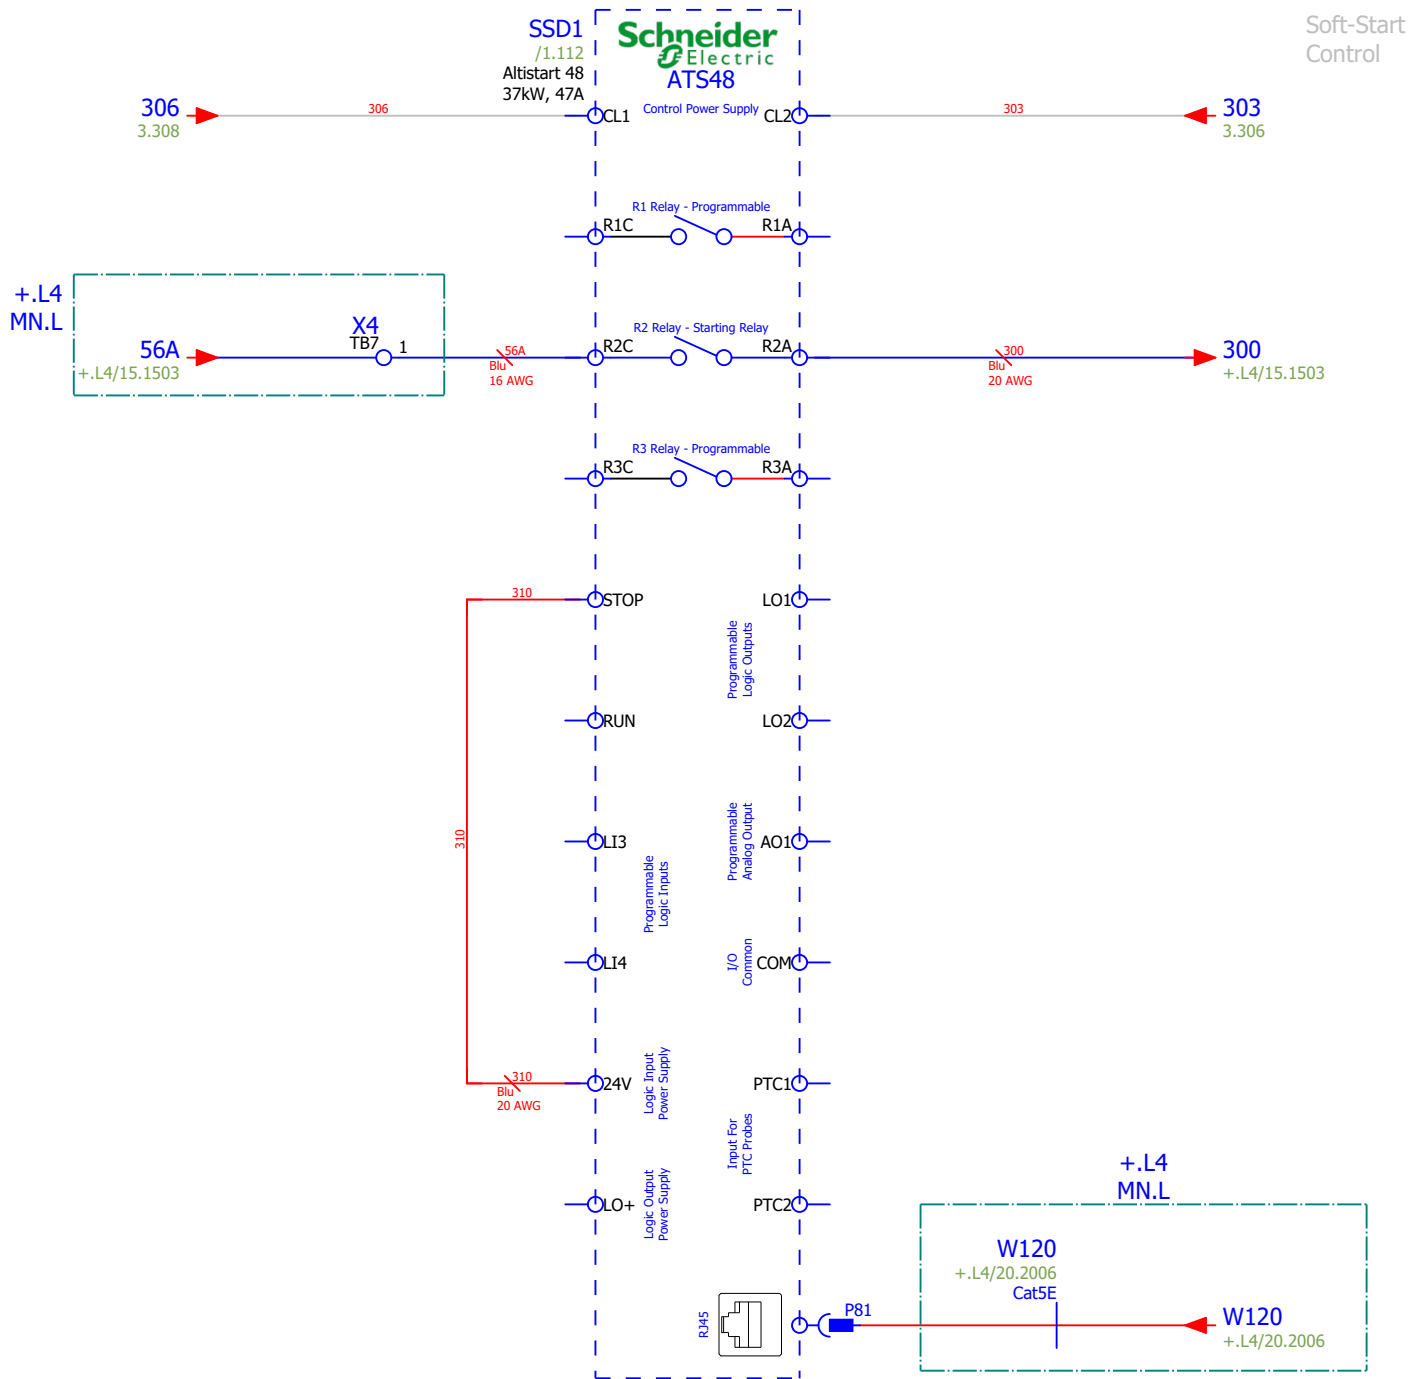 Soft-Start
Control
SSD1
/1.112
Altistart 48
37kW, 47A
Schneider
Electric
ATS48
306
3.308
306
CL1
Control Power Supply
CL2
303
303
3.306
R1 Relay - Programmable
R1C
R1A
+.L4
MN.L
56A
+.L4/15.1503
X4
TB7
1
56A
Blu
16 AWG
R2 Relay - Starting Relay
R2C
R2A
300
Blu
20 AWG
300
+.L4/15.1503
R3 Relay - Programmable
R3C
R3A
310
STOP
LO1
Programmable
Logic Outputs
RUN
LO2
310
LI3
Programmable
Analog Output
AO1
Programmable
Logic Inputs
LI4
I/O
Common
COM
310
Blu
20 AWG
24V
Logic Input
Power Supply
PTC1
Input For
PTC Probes
LO+
Logic Output
Power Supply
PTC2
+.L4
MN.L
W120
+.L4/20.2006
Cat5E
RJ45
P81
W120
+.L4/20.2006